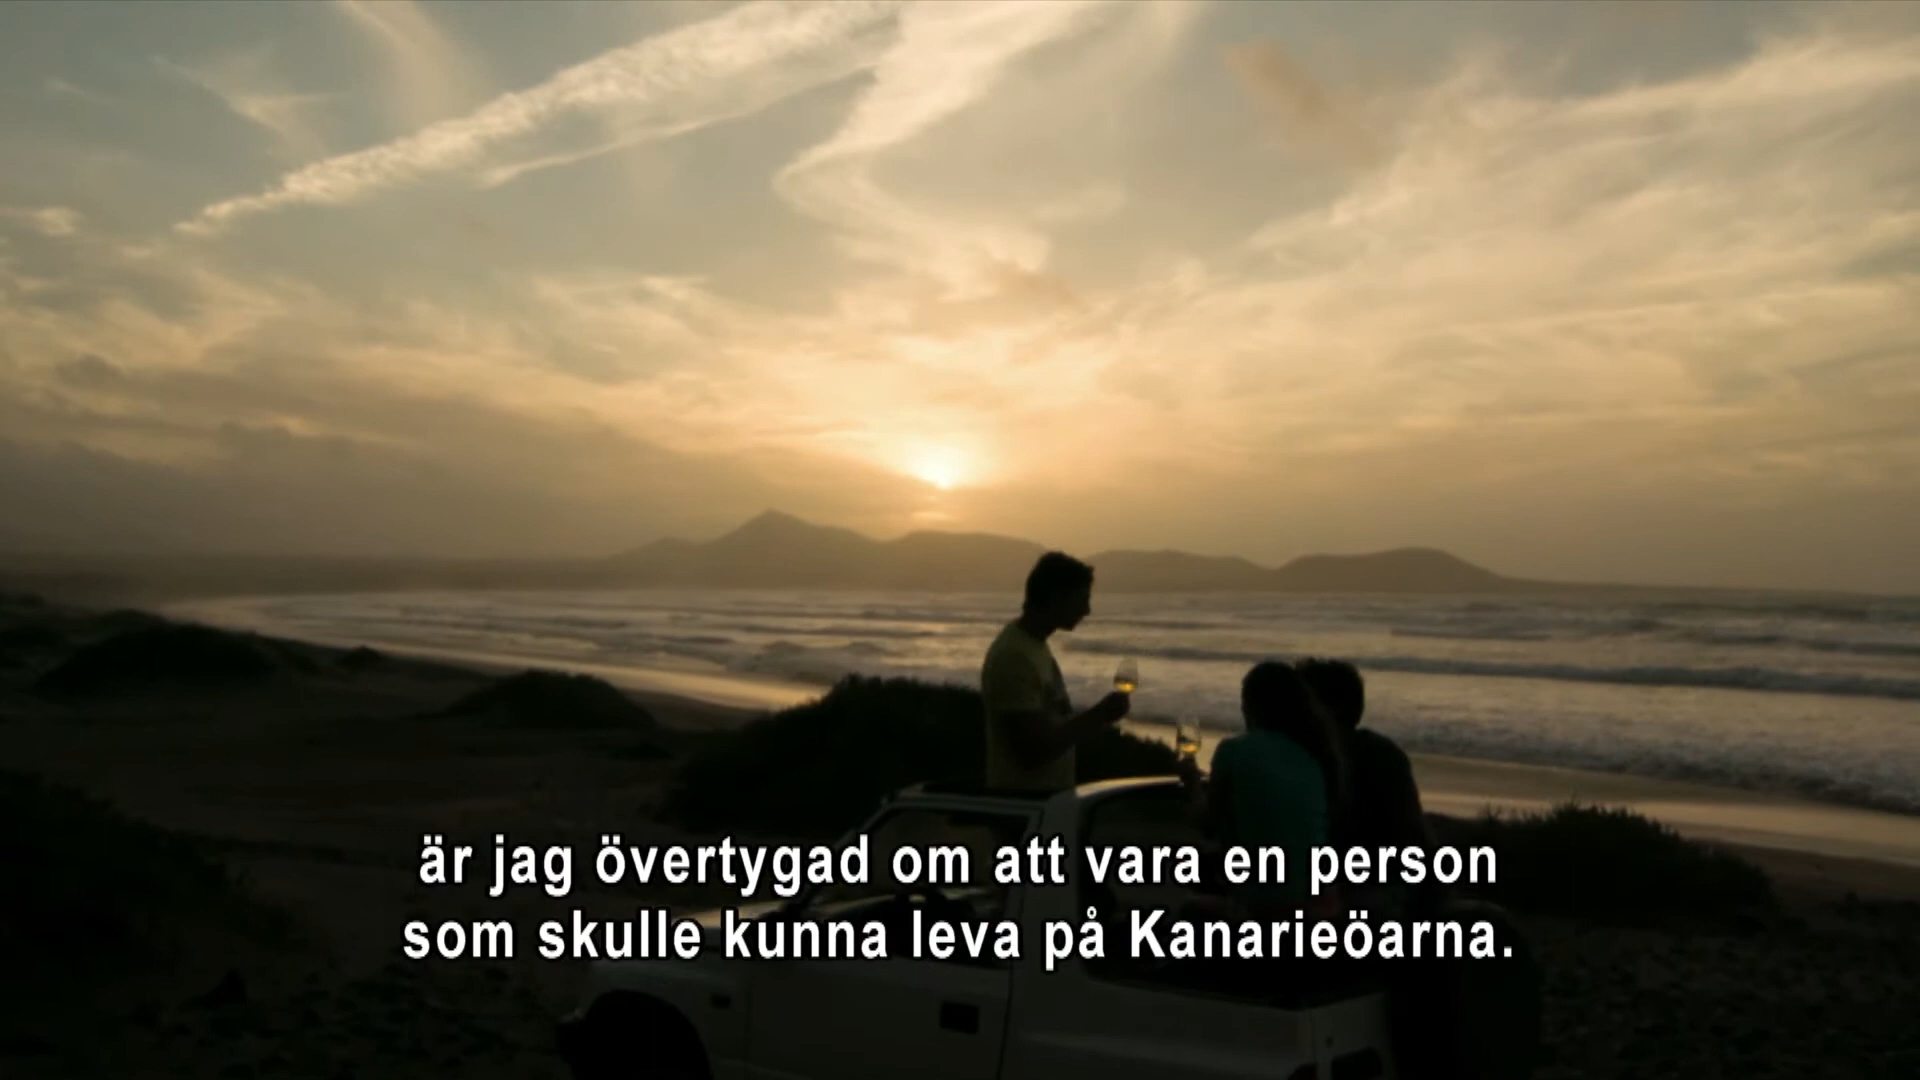 är jag övertygad om att vara en person
som skulle kunna leva på Kanarieöarna.